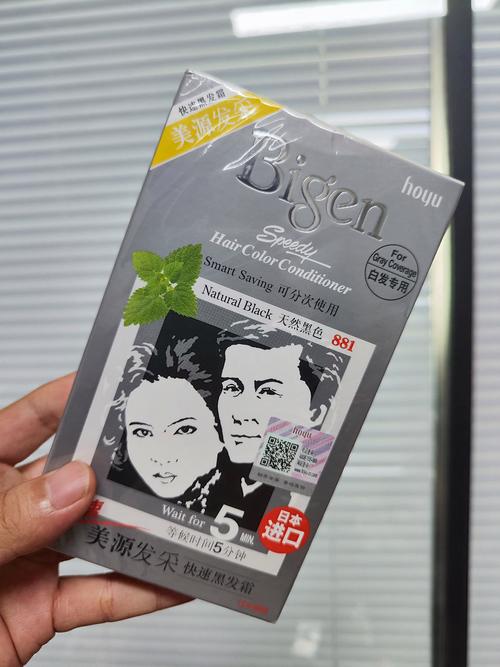 快速黑发霜
美源发采
hoyu
Bigen
Speedy
Hair Color Conditioner
For
Gray Coverage
白发专用
Smart Saving 可分次使用
Natural Black 天然黑色 881
hoyu
Wait for 5 MIN.
等候时间5分钟
日本
进口
美源发采 快速黑发霜